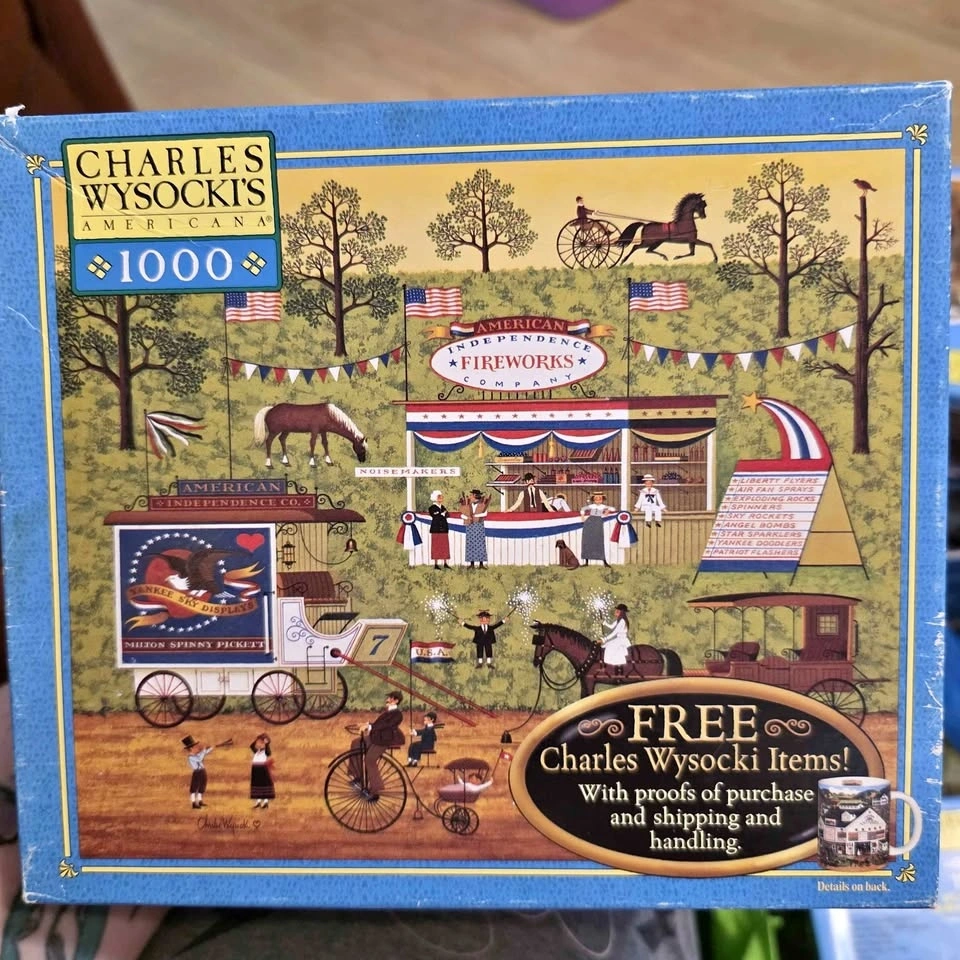 CHARLES
WYSOCKI'S
AMERICANA®
1000
AMERICAN
INDEPENDENCE
★FIREWORKS★
COMPANY
NOISEMAKERS
★LIBERTY FLYERS
★AIR FAN SPRAYS
★EXPLODING ROCKS
★SPINNERS
★SKY ROCKETS
★ANGEL BOMBS
★STAR SPARKLERS
★YANKEE DOODLERS
★PATRIOT FLASHERS
AMERICAN
INDEPENDENCE CO.
YANKEE SKY DISPLAYS
MILTON SPINNY PICKETT
7
U.S.A.
Charles Wysocki
FREE
Charles Wysocki Items!
With proofs of purchase
and shipping and
handling.
Details on back.